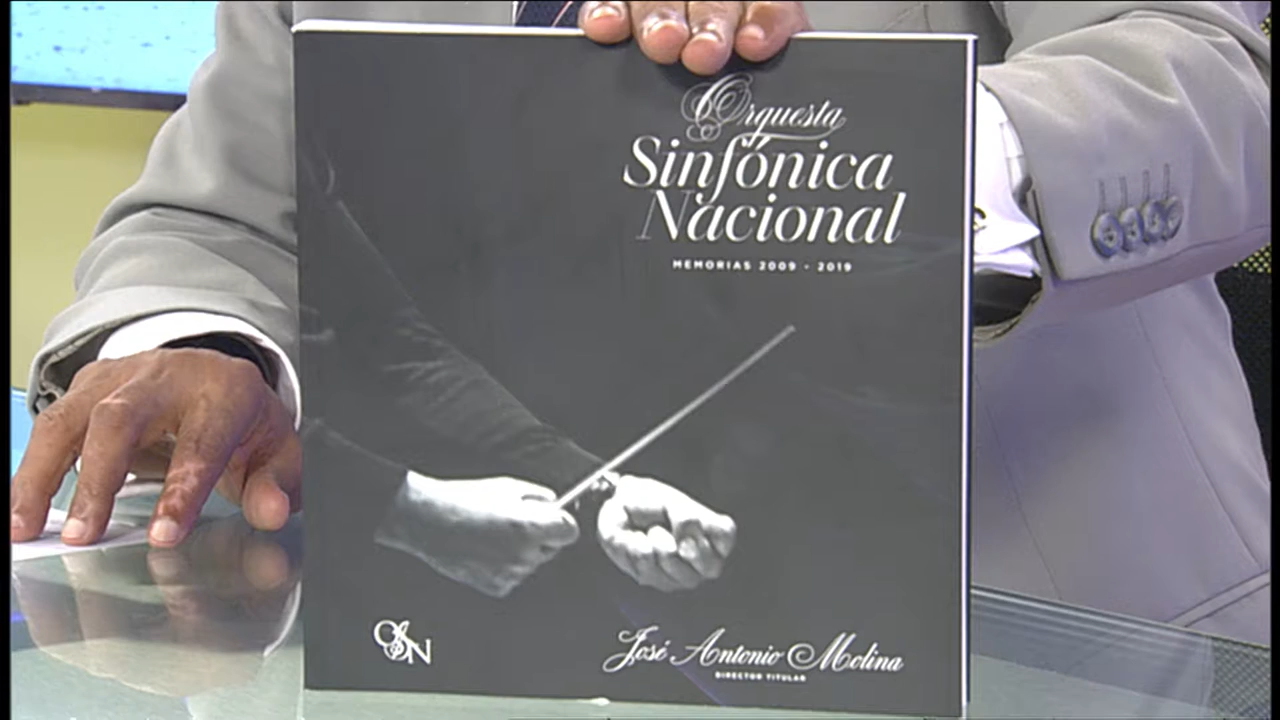 Orquesta
Sinfónica
Nacional
MEMORIAS 2009 - 2019
OSN
José Antonio Molina
DIRECTOR TITULAR